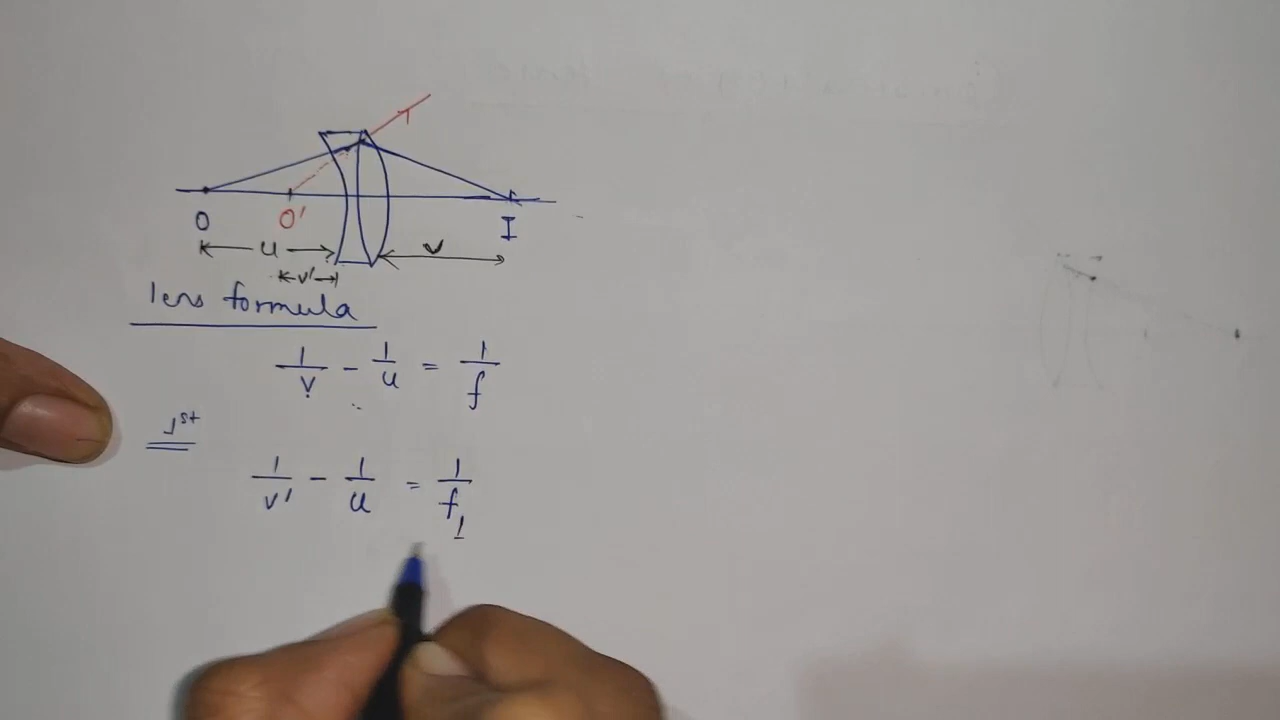 O O' I
u v
v'
lens formula
1/v - 1/u = 1/f
1st
1/v' - 1/u = 1/f1